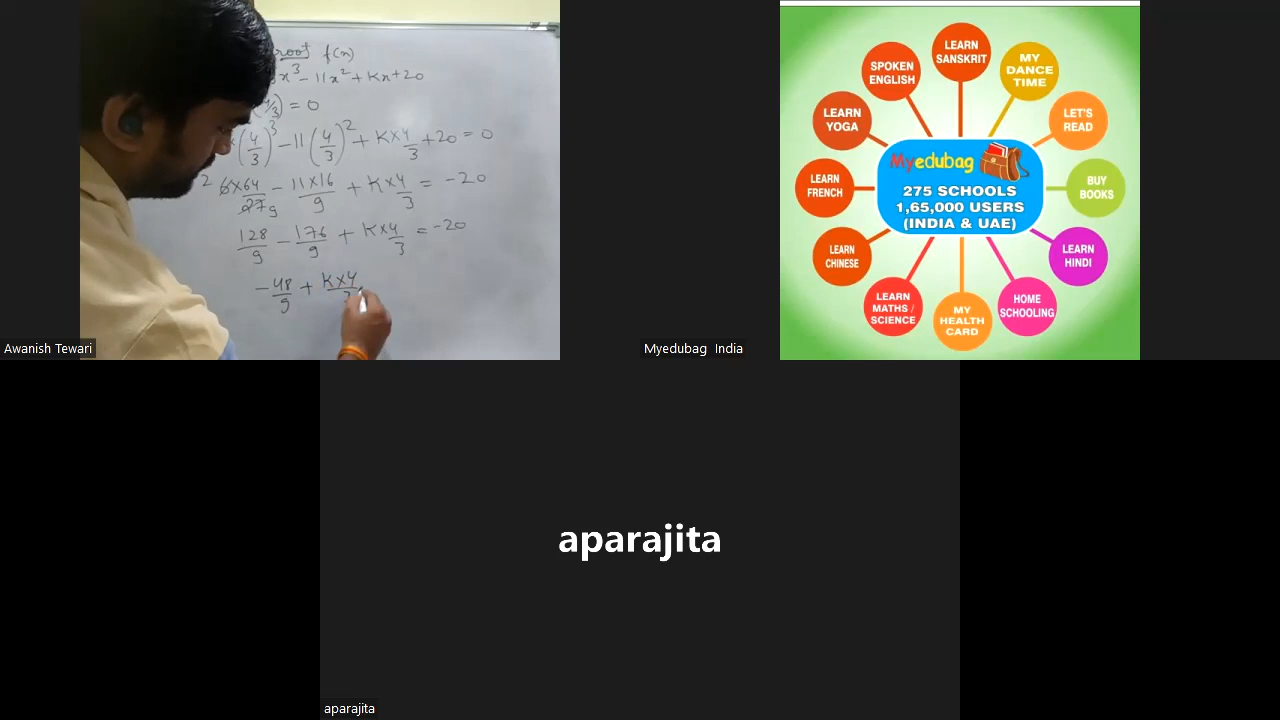 root f(x)
x³ - 11x² + Kx + 20
(4/3) = 0
(4/3)³ - 11(4/3)² + K×4/3 + 20 = 0
2 6×64/27 9 - 11×16/9 + K×4/3 = -20
128/9 - 176/9 + K×4/3 = -20
-48/9 + K×4/
Awanish Tewari
LEARN SANSKRIT
SPOKEN ENGLISH
MY DANCE TIME
LEARN YOGA
LET'S READ
Myedubag
275 SCHOOLS
1,65,000 USERS
(INDIA & UAE)
LEARN FRENCH
BUY BOOKS
LEARN CHINESE
LEARN HINDI
LEARN MATHS / SCIENCE
MY HEALTH CARD
HOME SCHOOLING
Myedubag India
aparajita
aparajita